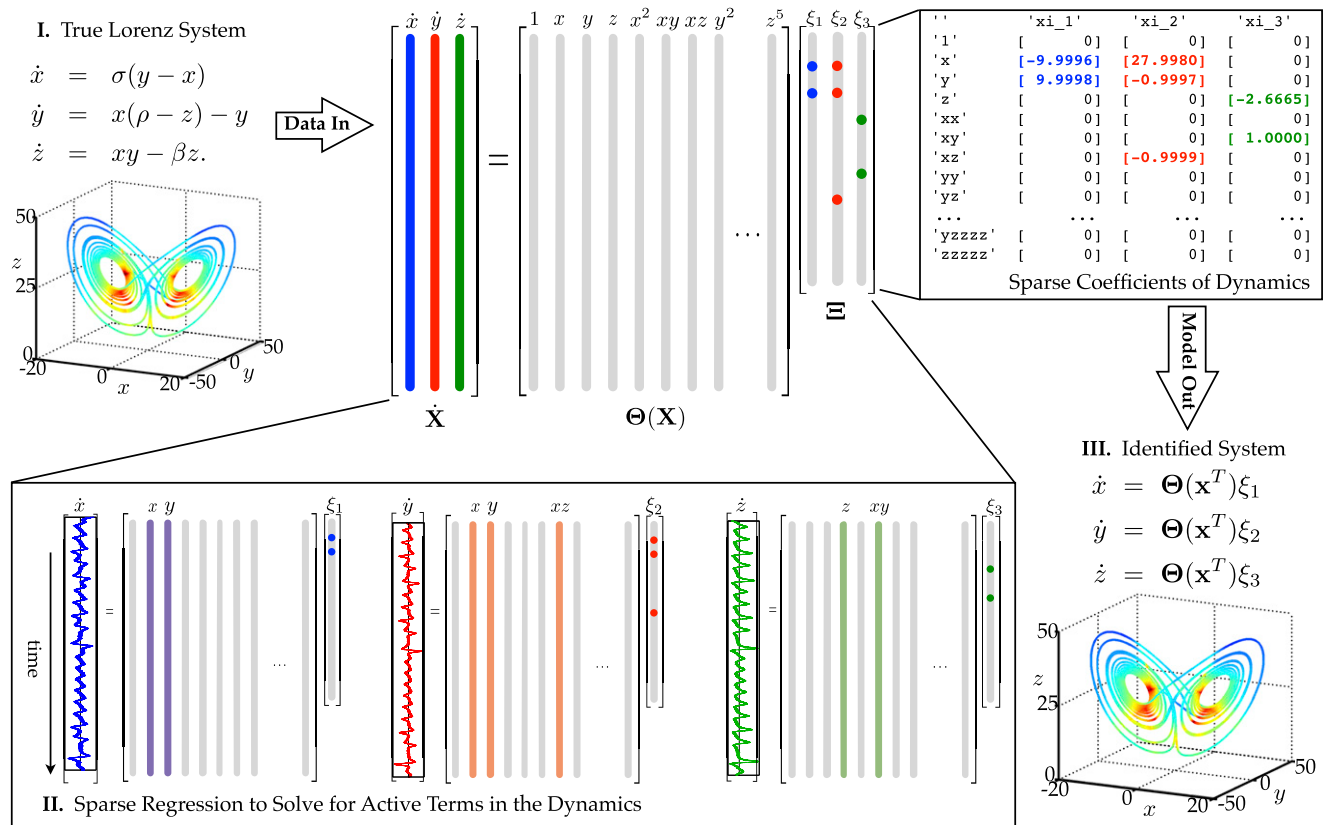 I. True Lorenz System
ẋ = σ(y − x)
ẏ = x(ρ − z) − y
ż = xy − βz.
Data In
50
z
25
0
-20
0
x
20
-50
0
y
50
ẋ ẏ ż
=
1 x y z x² xy xz y² z⁵
...
ξ₁ ξ₂ ξ₃
Ẋ
Θ(X)
Ξ
'' 'xi_1' 'xi_2' 'xi_3'
'1' [ 0] [ 0] [ 0]
'x' [-9.9996] [27.9980] [ 0]
'y' [ 9.9998] [-0.9997] [ 0]
'z' [ 0] [ 0] [-2.6665]
'xx' [ 0] [ 0] [ 0]
'xy' [ 0] [ 0] [ 1.0000]
'xz' [ 0] [-0.9999] [ 0]
'yy' [ 0] [ 0] [ 0]
'yz' [ 0] [ 0] [ 0]
... ... ... ...
'yzzzz' [ 0] [ 0] [ 0]
'zzzzz' [ 0] [ 0] [ 0]
Sparse Coefficients of Dynamics
Model Out
III. Identified System
ẋ = Θ(xᵀ)ξ₁
ẏ = Θ(xᵀ)ξ₂
ż = Θ(xᵀ)ξ₃
50
z
25
0
-20
0
x
20
-50
0
y
50
time
ẋ = x y ... ξ₁
ẏ = x y xz ... ξ₂
ż = z xy ... ξ₃
II. Sparse Regression to Solve for Active Terms in the Dynamics